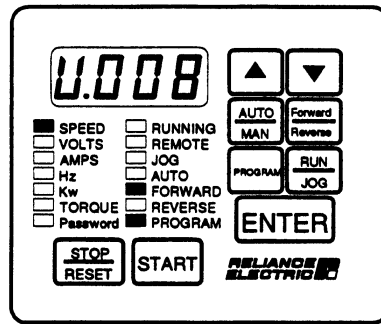 U.008
SPEED
VOLTS
AMPS
Hz
Kw
TORQUE
Password
RUNNING
REMOTE
JOG
AUTO
FORWARD
REVERSE
PROGRAM
AUTO
MAN
Forward
Reverse
PROGRAM
RUN
JOG
ENTER
STOP
RESET
START
RELIANCE
ELECTRIC